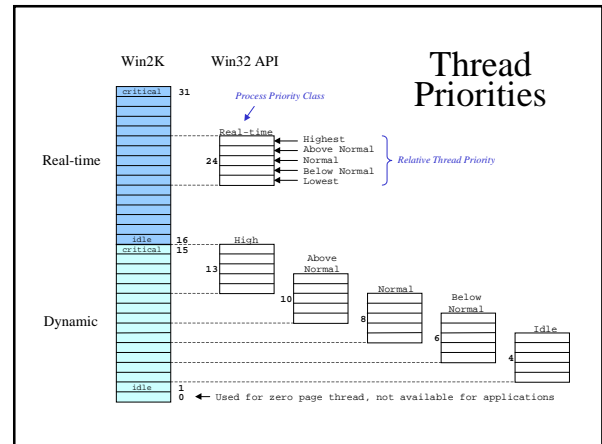 Thread
Priorities
Win2K
Win32 API
critical 31
Process Priority Class
Real-time
Highest
Above Normal
Normal
Below Normal
Lowest
24
Relative Thread Priority
Real-time
idle 16
critical 15
High
13
Above
Normal
10
Normal
8
Below
Normal
6
Idle
4
Dynamic
idle 1
0 Used for zero page thread, not available for applications